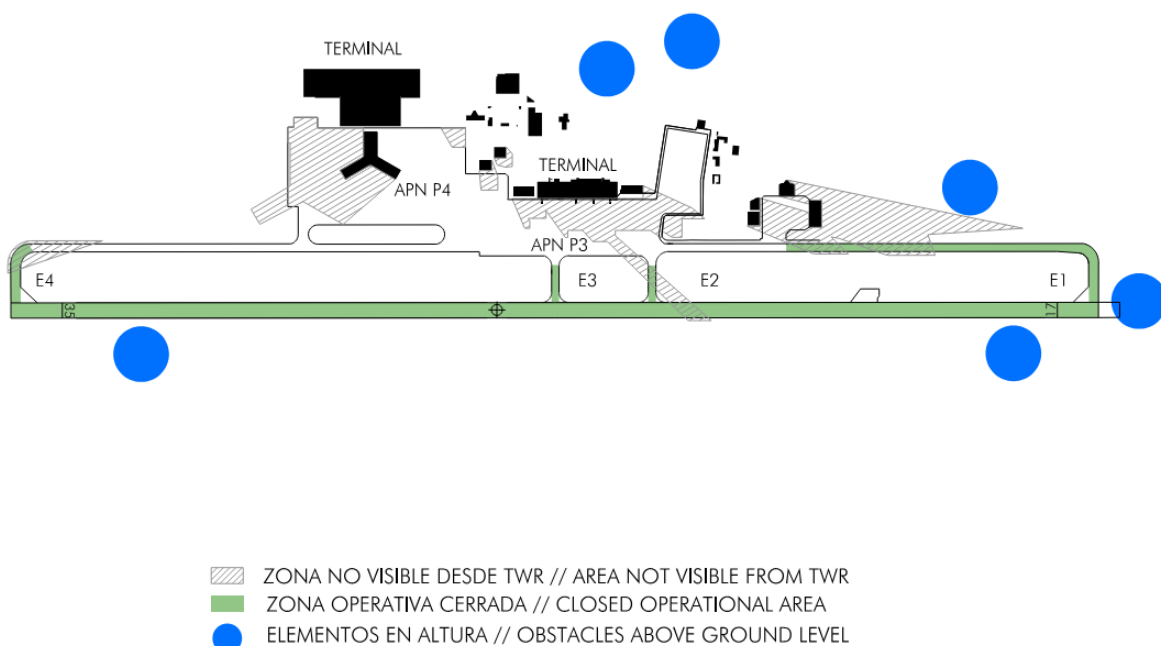 TERMINAL
TERMINAL
APN P4
APN P3
E4
E3
E2
E1
35
17
ZONA NO VISIBLE DESDE TWR // AREA NOT VISIBLE FROM TWR
ZONA OPERATIVA CERRADA // CLOSED OPERATIONAL AREA
ELEMENTOS EN ALTURA // OBSTACLES ABOVE GROUND LEVEL